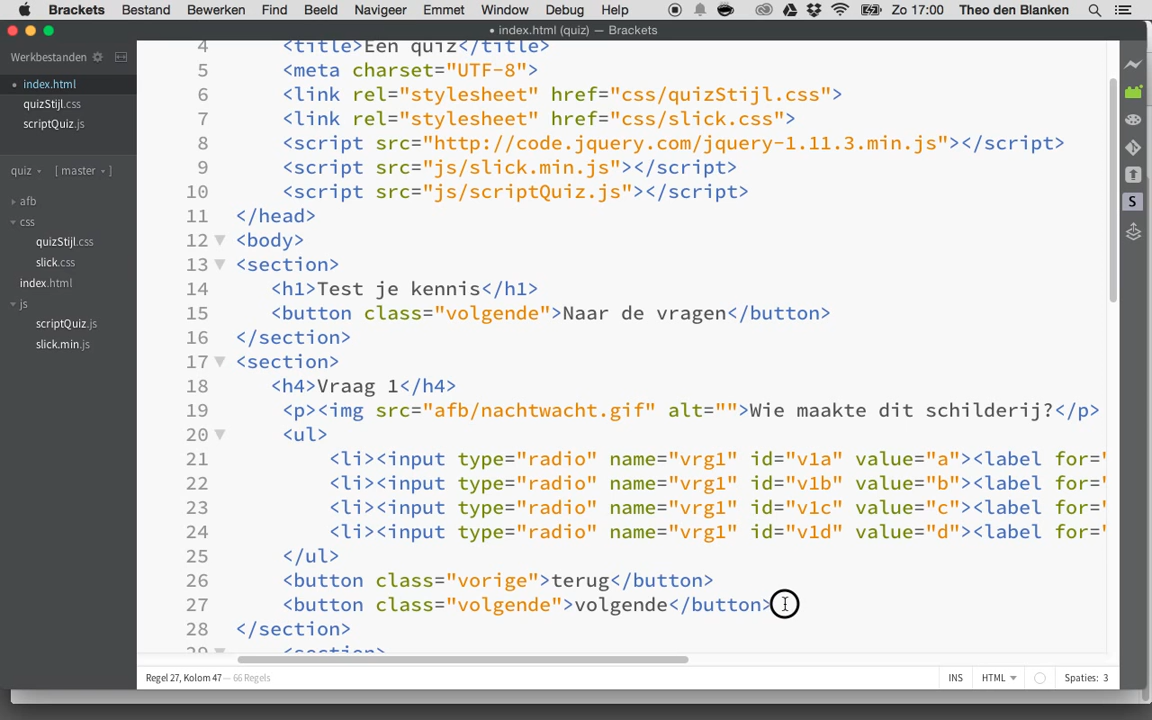 Brackets Bestand Bewerken Find Beeld Navigeer Emmet Window Debug Help Zo 17:00 Theo den Blanken
• index.html (quiz) — Brackets
Werkbestanden
• index.html
quizStijl.css
scriptQuiz.js
quiz [ master ]
afb
css
quizStijl.css
slick.css
index.html
js
scriptQuiz.js
slick.min.js
4 <title>Een quiz</title>
5 <meta charset="UTF-8">
6 <link rel="stylesheet" href="css/quizStijl.css">
7 <link rel="stylesheet" href="css/slick.css">
8 <script src="http://code.jquery.com/jquery-1.11.3.min.js"></script>
9 <script src="js/slick.min.js"></script>
10 <script src="js/scriptQuiz.js"></script>
11 </head>
12 <body>
13 <section>
14 <h1>Test je kennis</h1>
15 <button class="volgende">Naar de vragen</button>
16 </section>
17 <section>
18 <h4>Vraag 1</h4>
19 <p><img src="afb/nachtwacht.gif" alt="">Wie maakte dit schilderij?</p>
20 <ul>
21 <li><input type="radio" name="vrg1" id="v1a" value="a"><label for="
22 <li><input type="radio" name="vrg1" id="v1b" value="b"><label for="
23 <li><input type="radio" name="vrg1" id="v1c" value="c"><label for="
24 <li><input type="radio" name="vrg1" id="v1d" value="d"><label for="
25 </ul>
26 <button class="vorige">terug</button>
27 <button class="volgende">volgende</button>
28 </section>
29 <section>
Regel 27, Kolom 47 — 66 Regels INS HTML Spaties: 3
S